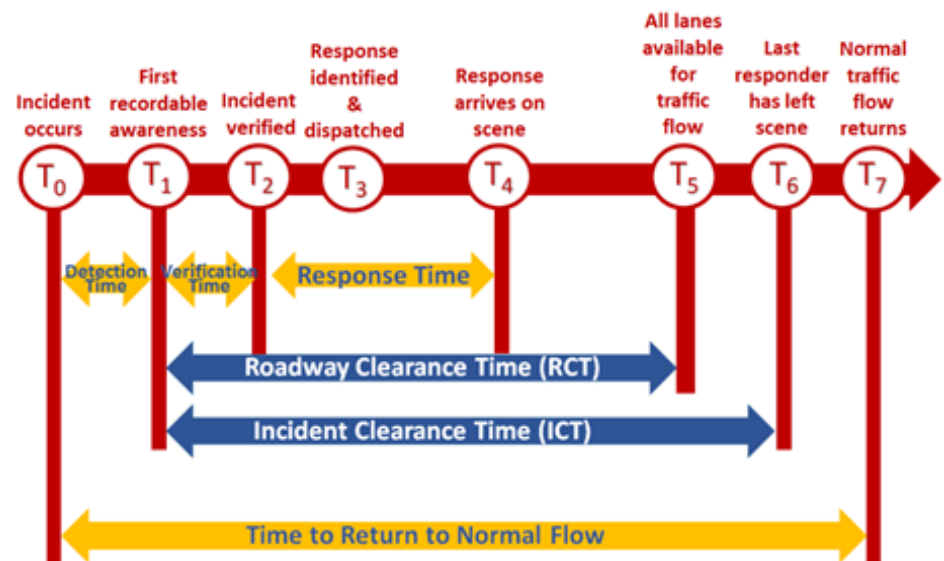 Incident
occurs
First
recordable
awareness
Incident
verified
Response
identified
&
dispatched
Response
arrives on
scene
All lanes
available
for
traffic
flow
Last
responder
has left
scene
Normal
traffic
flow
returns
T0
T1
T2
T3
T4
T5
T6
T7
Detection
Time
Verification
Time
Response Time
Roadway Clearance Time (RCT)
Incident Clearance Time (ICT)
Time to Return to Normal Flow